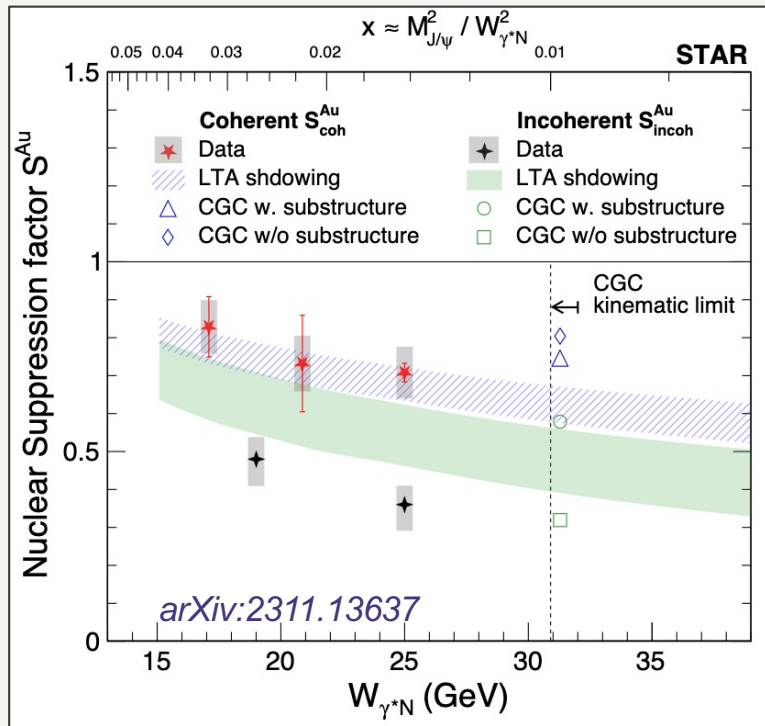 x ≈ M²J/ψ / W²γ*N
0.05 0.04 0.03 0.02 0.01
STAR
Nuclear Suppression factor S^Au
1.5
1
0.5
0
Coherent S^Au_coh
Data
LTA shdowing
CGC w. substructure
CGC w/o substructure
Incoherent S^Au_incoh
Data
LTA shdowing
CGC w. substructure
CGC w/o substructure
CGC
kinematic limit
arXiv:2311.13637
15 20 25 30 35
Wγ*N (GeV)